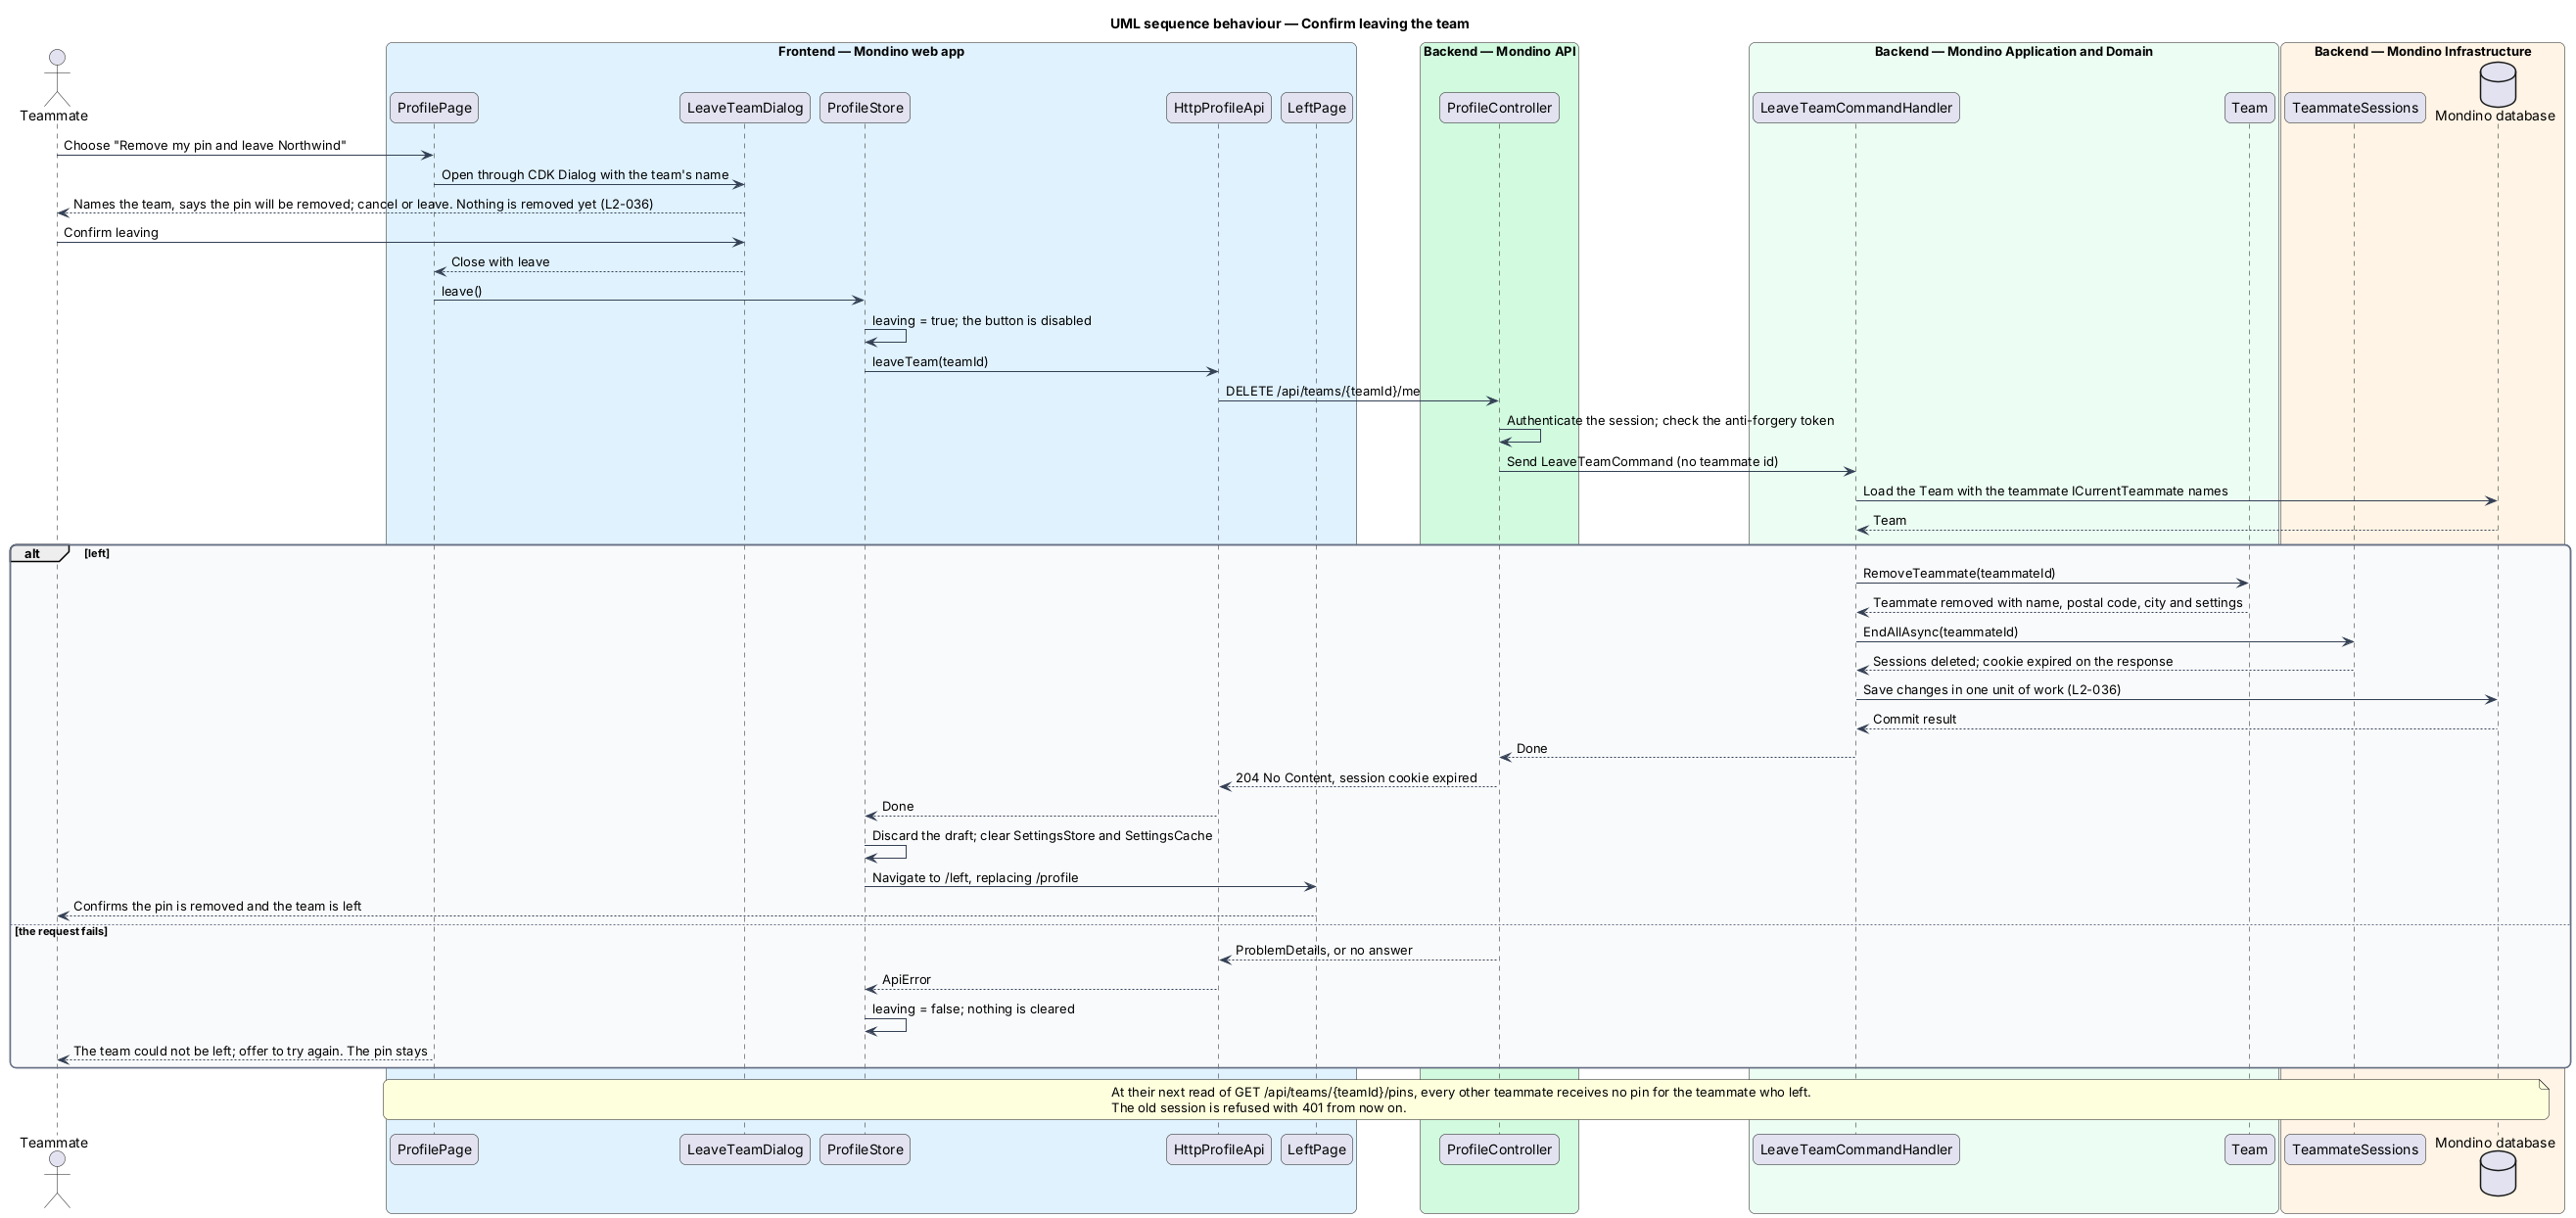 UML sequence behaviour — Confirm leaving the team
Frontend — Mondino web app
Backend — Mondino API
Backend — Mondino Application and Domain
Backend — Mondino Infrastructure
Teammate
ProfilePage
LeaveTeamDialog
ProfileStore
HttpProfileApi
LeftPage
ProfileController
LeaveTeamCommandHandler
Team
TeammateSessions
Mondino database
Choose "Remove my pin and leave Northwind"
Open through CDK Dialog with the team's name
Names the team, says the pin will be removed; cancel or leave. Nothing is removed yet (L2-036)
Confirm leaving
Close with leave
leave()
leaving = true; the button is disabled
leaveTeam(teamId)
DELETE /api/teams/{teamId}/me
Authenticate the session; check the anti-forgery token
Send LeaveTeamCommand (no teammate id)
Load the Team with the teammate ICurrentTeammate names
Team
alt
[left]
RemoveTeammate(teammateId)
Teammate removed with name, postal code, city and settings
EndAllAsync(teammateId)
Sessions deleted; cookie expired on the response
Save changes in one unit of work (L2-036)
Commit result
Done
204 No Content, session cookie expired
Done
Discard the draft; clear SettingsStore and SettingsCache
Navigate to /left, replacing /profile
Confirms the pin is removed and the team is left
[the request fails]
ProblemDetails, or no answer
ApiError
leaving = false; nothing is cleared
The team could not be left; offer to try again. The pin stays
At their next read of GET /api/teams/{teamId}/pins, every other teammate receives no pin for the teammate who left.
The old session is refused with 401 from now on.
Teammate
ProfilePage
LeaveTeamDialog
ProfileStore
HttpProfileApi
LeftPage
ProfileController
LeaveTeamCommandHandler
Team
TeammateSessions
Mondino database